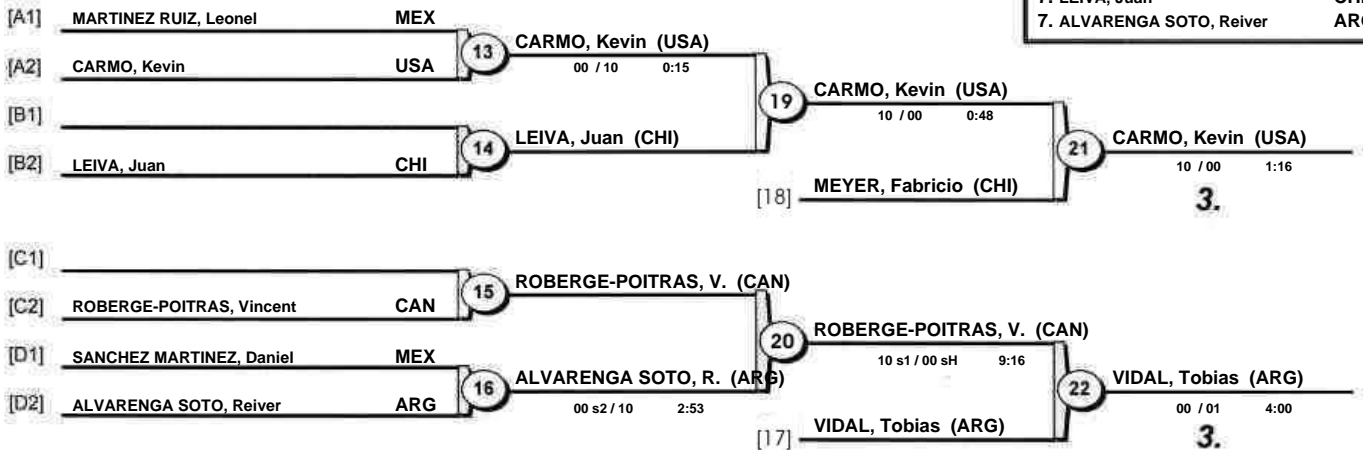 [A1] MARTINEZ RUIZ, Leonel MEX
7. ALVARENGA SOTO, Reiver
13 CARMO, Kevin (USA)
[A2] CARMO, Kevin USA
00 / 10 0:15
19 CARMO, Kevin (USA)
10 / 00 0:48
[B1]
14 LEIVA, Juan (CHI)
21 CARMO, Kevin (USA)
10 / 00 1:16
[B2] LEIVA, Juan CHI
[18] MEYER, Fabricio (CHI)
3.
[C1]
15 ROBERGE-POITRAS, V. (CAN)
[C2] ROBERGE-POITRAS, Vincent CAN
20 ROBERGE-POITRAS, V. (CAN)
10 s1 / 00 sH 9:16
[D1] SANCHEZ MARTINEZ, Daniel MEX
16 ALVARENGA SOTO, R. (ARG)
22 VIDAL, Tobias (ARG)
00 / 01 4:00
[D2] ALVARENGA SOTO, Reiver ARG
00 s2 / 10 2:53
[17] VIDAL, Tobias (ARG)
3.